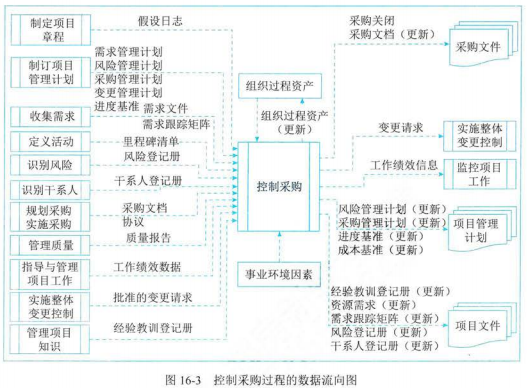 制定项目
章程
假设日志
制订项目
管理计划
需求管理计划
风险管理计划
采购管理计划
变更管理计划
进度基准
收集需求
需求文件
需求跟踪矩阵
定义活动
里程碑清单
识别风险
风险登记册
识别干系人
干系人登记册
规划采购
实施采购
采购文档
协议
管理质量
质量报告
指导与管理
项目工作
工作绩效数据
实施整体
变更控制
批准的变更请求
管理项目
知识
经验教训登记册
组织过程资产
组织过程资产
（更新）
控制采购
事业环境因素
采购关闭
采购文档（更新）
采购文件
变更请求
实施整体
变更控制
工作绩效信息
监控项目
工作
风险管理计划（更新）
采购管理计划（更新）
进度基准（更新）
成本基准（更新）
项目管理
计划
经验教训登记册（更新）
资源需求（更新）
需求跟踪矩阵（更新）
风险登记册（更新）
干系人登记册（更新）
项目文件
图 16-3 控制采购过程的数据流向图